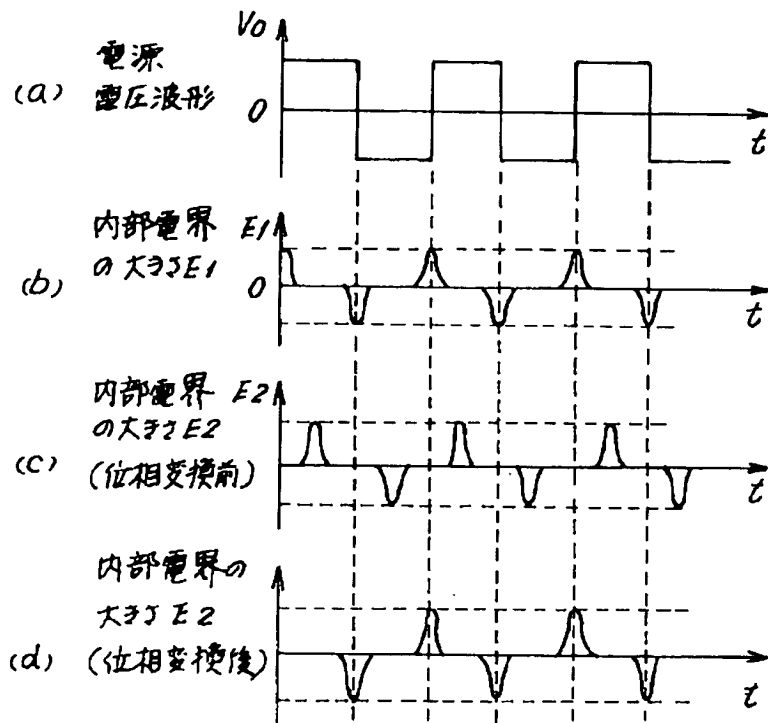 Vo
電源
(a) 電圧波形 0
t
内部電界 E1
の大きさE1
(b) 0
t
内部電界 E2
の大きさE2
(c) (位相変換前)
t
内部電界の
大きさ E2
(d) (位相変換後)
t